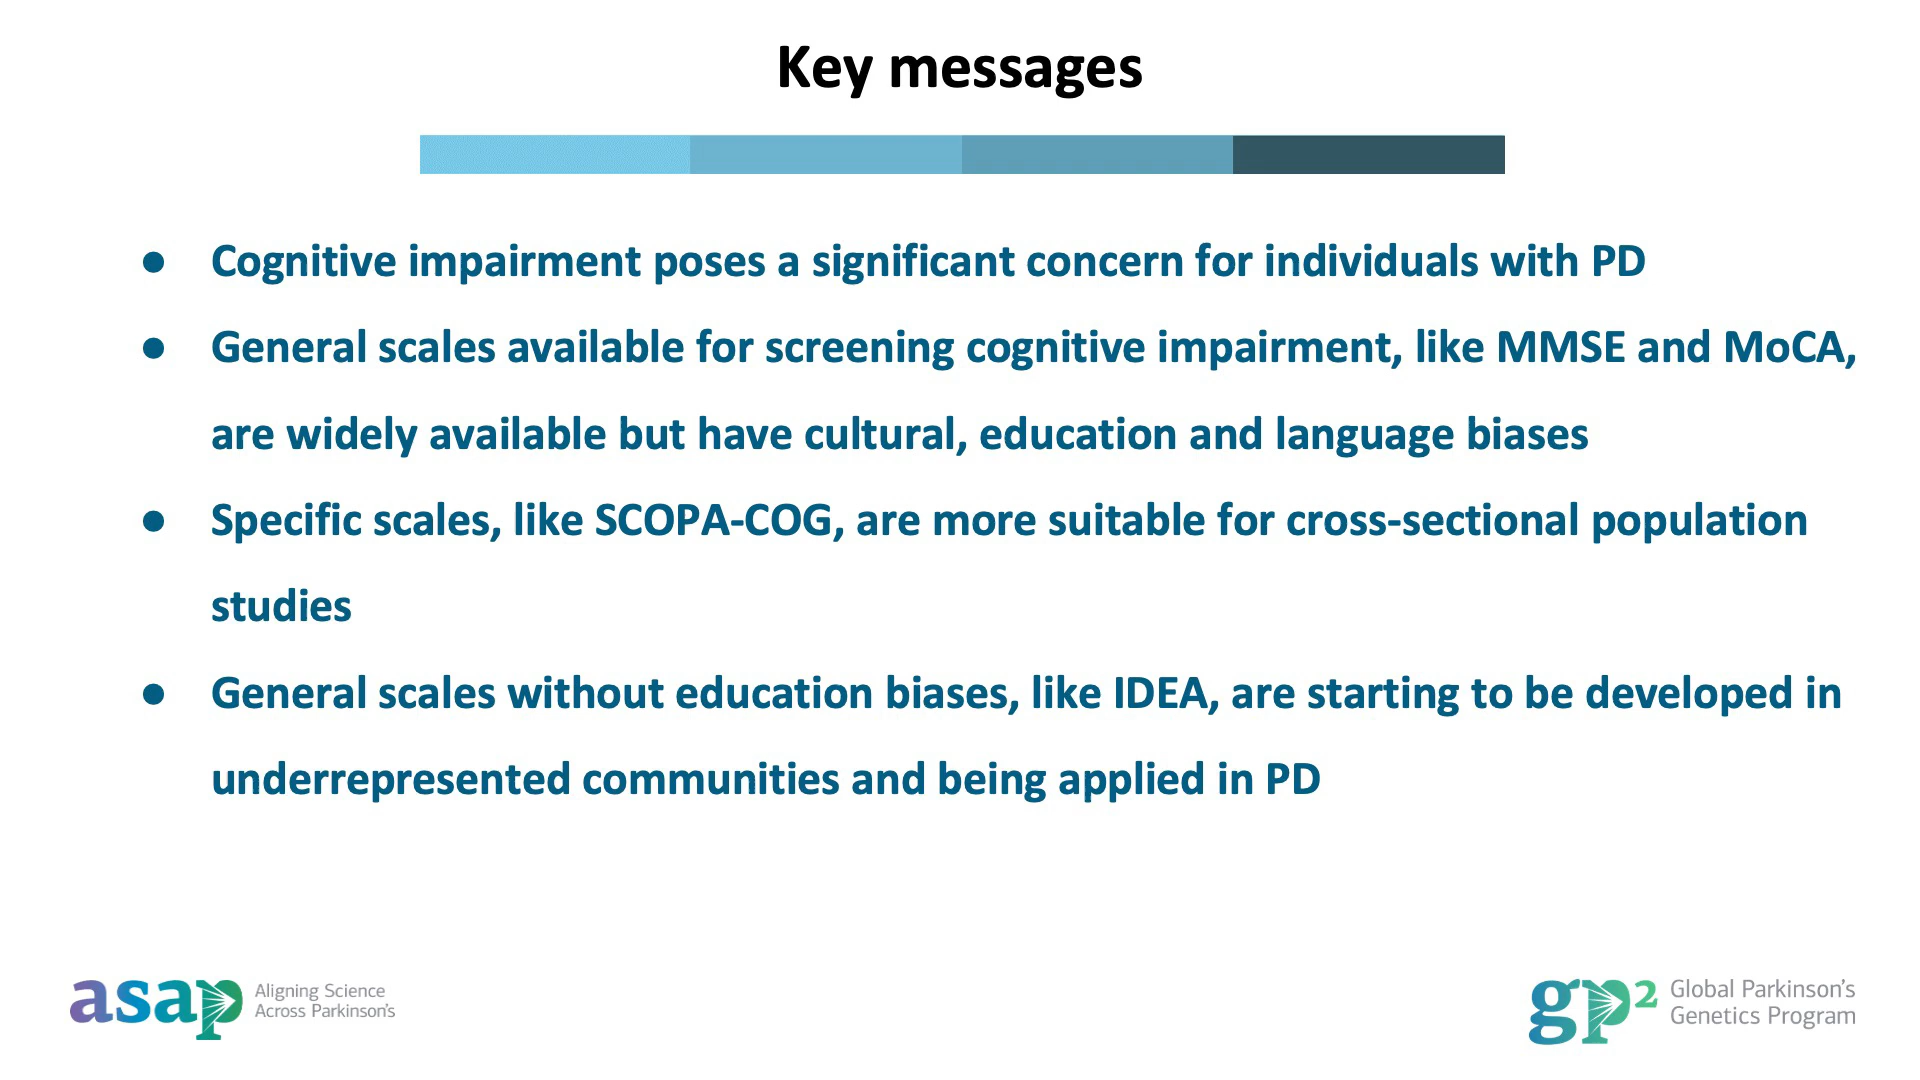 Key messages
● Cognitive impairment poses a significant concern for individuals with PD
● General scales available for screening cognitive impairment, like MMSE and MoCA,
are widely available but have cultural, education and language biases
● Specific scales, like SCOPA-COG, are more suitable for cross-sectional population
studies
● General scales without education biases, like IDEA, are starting to be developed in
underrepresented communities and being applied in PD
asap Aligning Science
Across Parkinson's
gp2 Global Parkinson's
Genetics Program